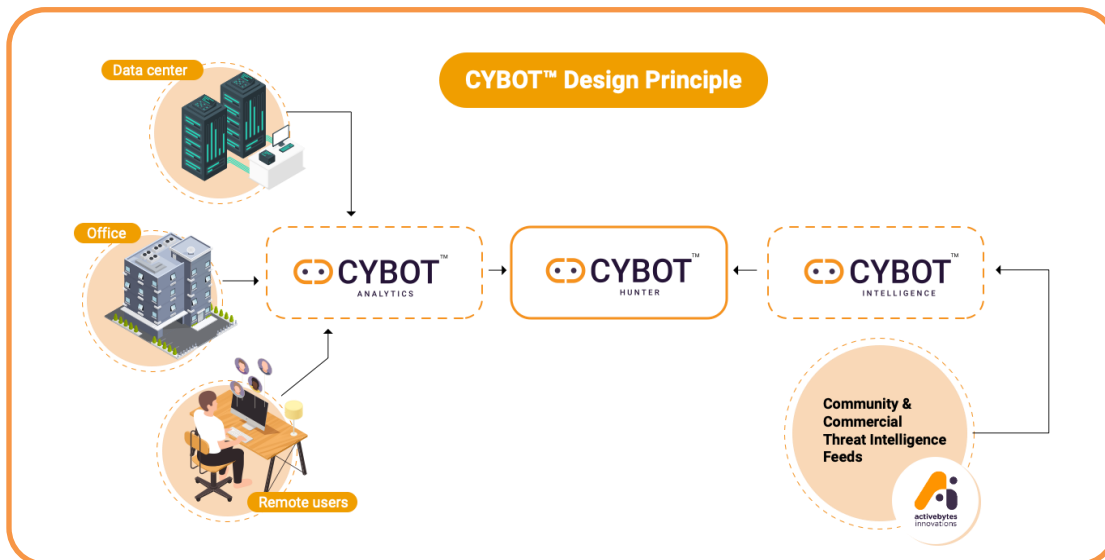 CYBOT™ Design Principle
Data center
Office
Remote users
CYBOT™
ANALYTICS
CYBOT™
HUNTER
CYBOT™
INTELLIGENCE
Community &
Commercial
Threat Intelligence
Feeds
activebytes
innovations